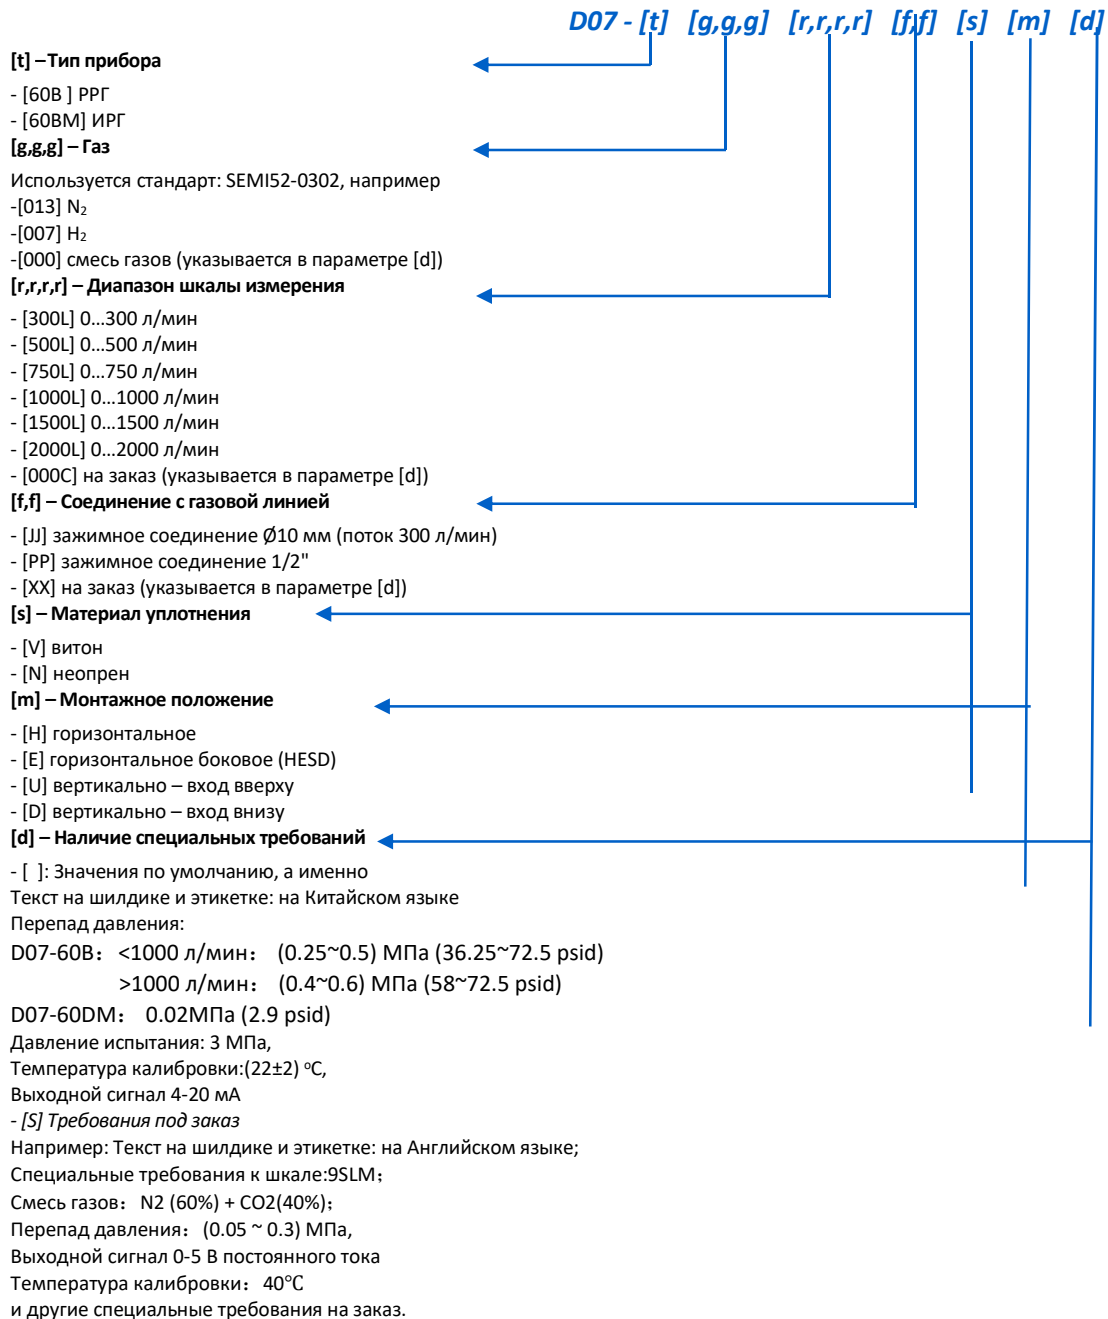 D07 - [t] [g,g,g] [r,r,r,r] [f,f] [s] [m] [d]
[t] – Тип прибора
- [60B ] РРГ
- [60BM] ИРГ
[g,g,g] – Газ
Используется стандарт: SEMI52-0302, например
-[013] N₂
-[007] H₂
-[000] смесь газов (указывается в параметре [d])
[r,r,r,r] – Диапазон шкалы измерения
- [300L] 0…300 л/мин
- [500L] 0…500 л/мин
- [750L] 0…750 л/мин
- [1000L] 0…1000 л/мин
- [1500L] 0…1500 л/мин
- [2000L] 0…2000 л/мин
- [000C] на заказ (указывается в параметре [d])
[f,f] – Соединение с газовой линией
- [JJ] зажимное соединение Ø10 мм (поток 300 л/мин)
- [PP] зажимное соединение 1/2"
- [XX] на заказ (указывается в параметре [d])
[s] – Материал уплотнения
- [V] витон
- [N] неопрен
[m] – Монтажное положение
- [H] горизонтальное
- [E] горизонтальное боковое (HESD)
- [U] вертикально – вход вверху
- [D] вертикально – вход внизу
[d] – Наличие специальных требований
- [ ]: Значения по умолчанию, а именно
Текст на шилдике и этикетке: на Китайском языке
Перепад давления:
D07-60B：<1000 л/мин： (0.25~0.5) МПа (36.25~72.5 psid)
>1000 л/мин： (0.4~0.6) МПа (58~72.5 psid)
D07-60DM： 0.02МПа (2.9 psid)
Давление испытания: 3 МПа,
Температура калибровки:(22±2) °C,
Выходной сигнал 4-20 мА
- [S] Требования под заказ
Например: Текст на шилдике и этикетке: на Английском языке;
Специальные требования к шкале:9SLM；
Смесь газов：N2 (60%) + CO2(40%)；
Перепад давления：(0.05 ~ 0.3) МПа,
Выходной сигнал 0-5 В постоянного тока
Температура калибровки：40℃
и другие специальные требования на заказ.